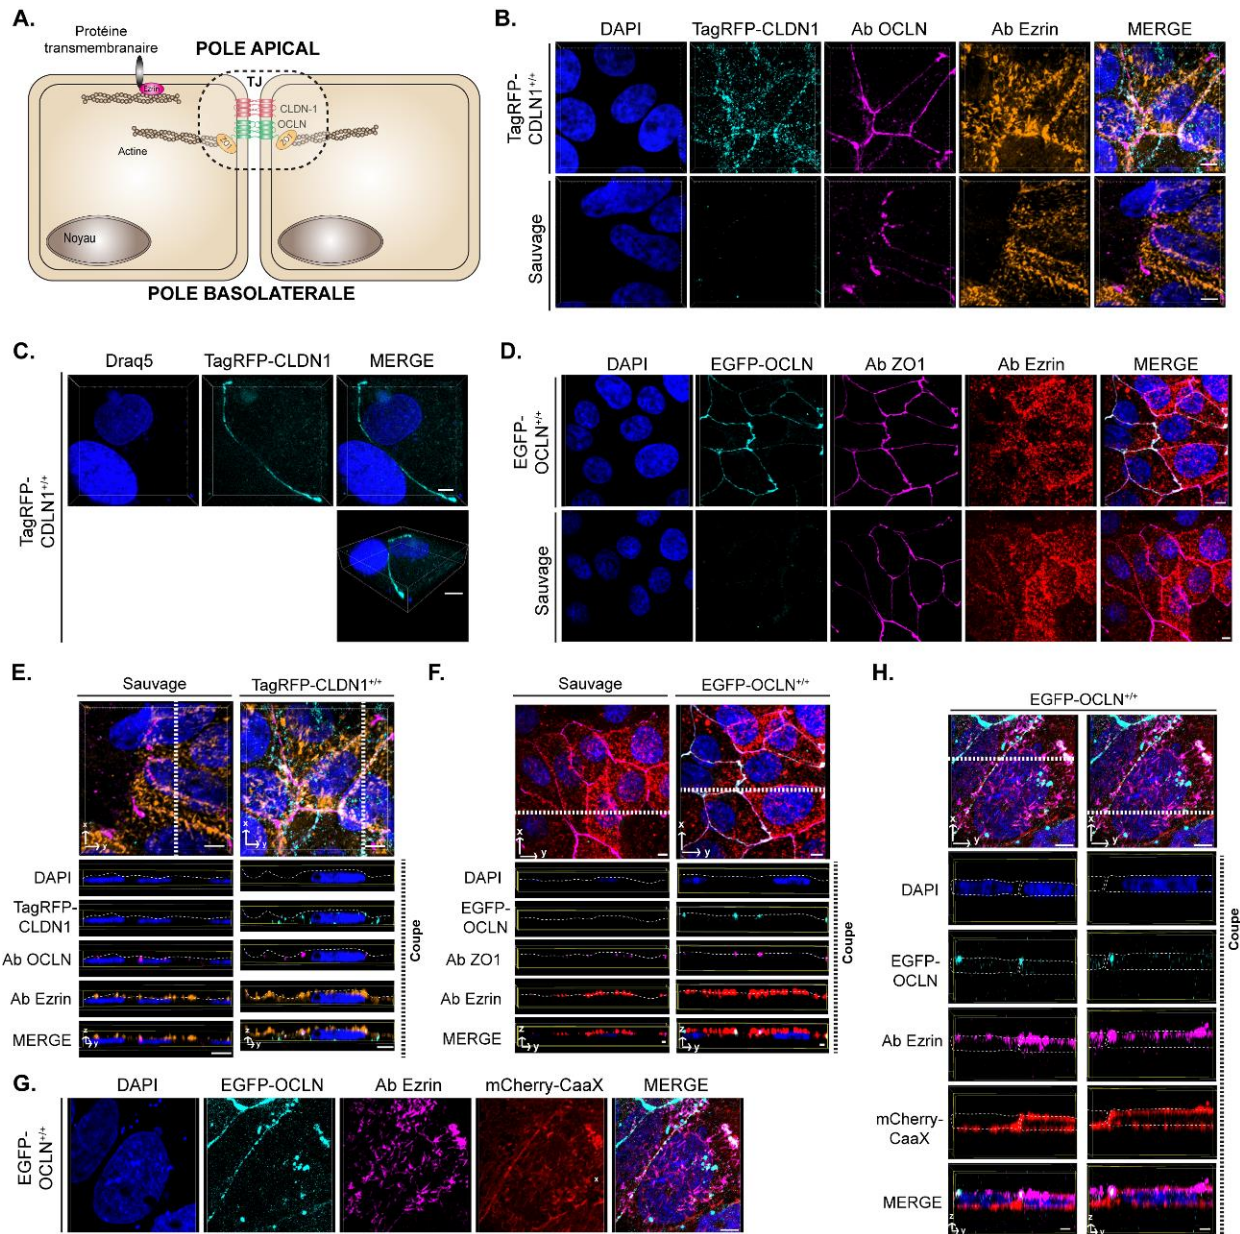 A.
Protéine
transmembranaire
POLE APICAL
TJ
Ezrin
CLDN-1
OCLN
ZO1
Actine
Noyau
POLE BASOLATERALE
B.
DAPI TagRFP-CLDN1 Ab OCLN Ab Ezrin MERGE
TagRFP-
CDLN1+/+
Sauvage
C.
Draq5 TagRFP-CLDN1 MERGE
TagRFP-
CDLN1+/+
D.
DAPI EGFP-OCLN Ab ZO1 Ab Ezrin MERGE
EGFP-
OCLN+/+
Sauvage
E.
Sauvage TagRFP-CLDN1+/+
x y x y
DAPI
TagRFP-
CLDN1
Ab OCLN
Ab Ezrin
MERGE
z y z y
Coupe
F.
Sauvage EGFP-OCLN+/+
x y x y
DAPI
EGFP-
OCLN
Ab ZO1
Ab Ezrin
MERGE
z y z y
Coupe
G.
DAPI EGFP-OCLN Ab Ezrin mCherry-CaaX MERGE
EGFP-
OCLN+/+
x
H.
EGFP-OCLN+/+
x y x y
DAPI
EGFP-
OCLN
Ab Ezrin
mCherry-
CaaX
MERGE
z y z y
Coupe